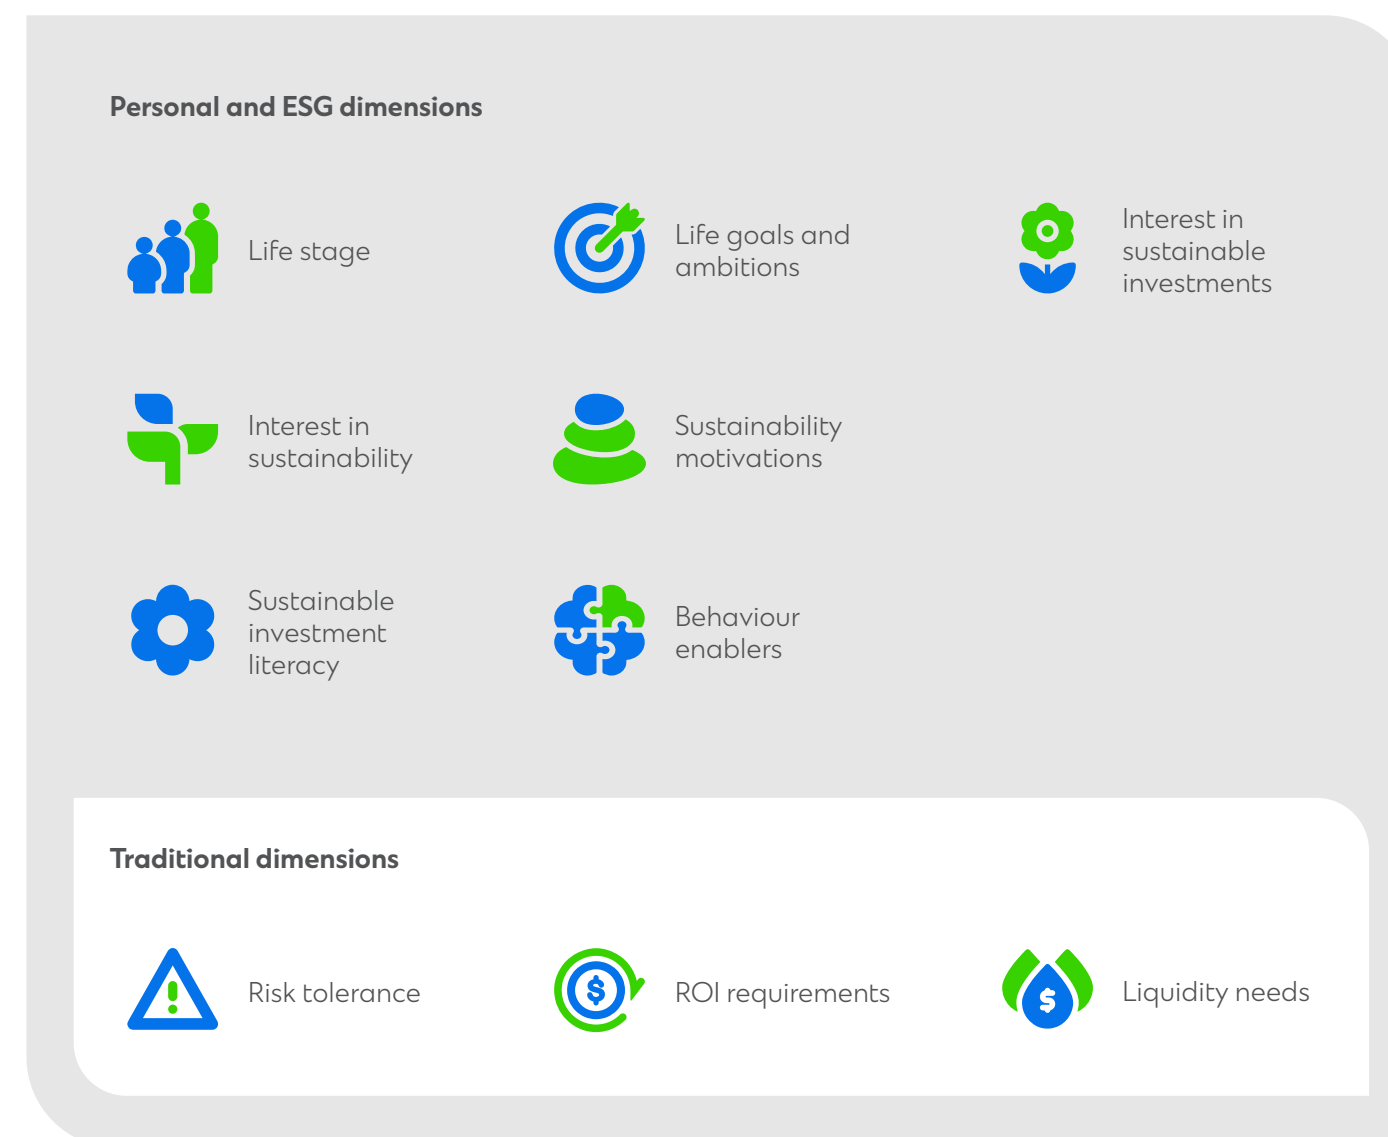 Personal and ESG dimensions
Life stage
Life goals and
ambitions
Interest in
sustainable
investments
Interest in
sustainability
Sustainability
motivations
Sustainable
investment
literacy
Behaviour
enablers
Traditional dimensions
Risk tolerance
$
ROI requirements
$
Liquidity needs